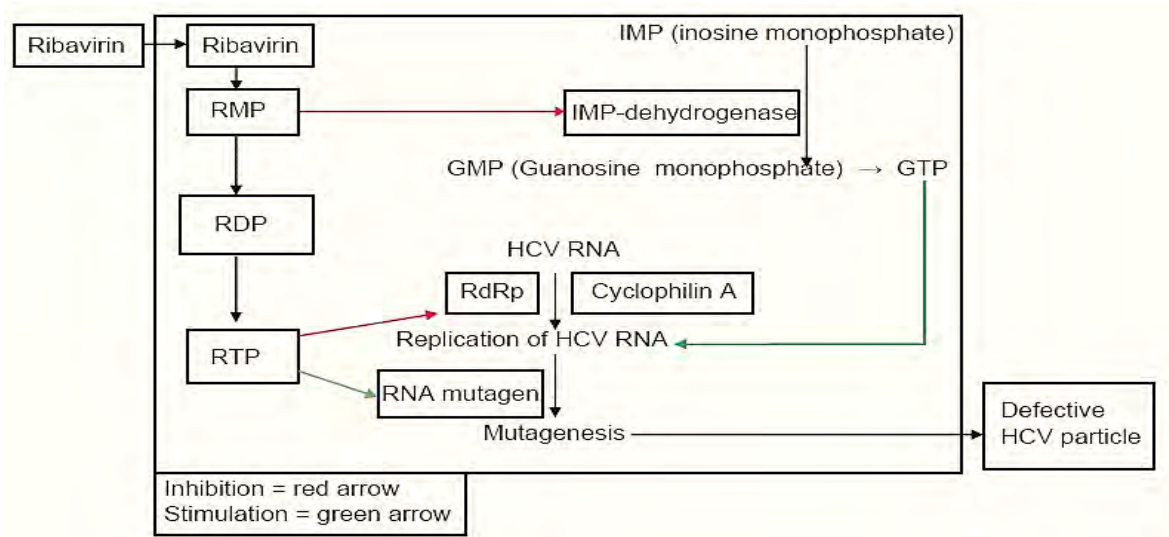 Ribavirin
Ribavirin
IMP (inosine monophosphate)
RMP
IMP-dehydrogenase
GMP (Guanosine monophosphate) → GTP
RDP
HCV RNA
RdRp
Cyclophilin A
Replication of HCV RNA
RTP
RNA mutagen
Mutagenesis
Defective
HCV particle
Inhibition = red arrow
Stimulation = green arrow